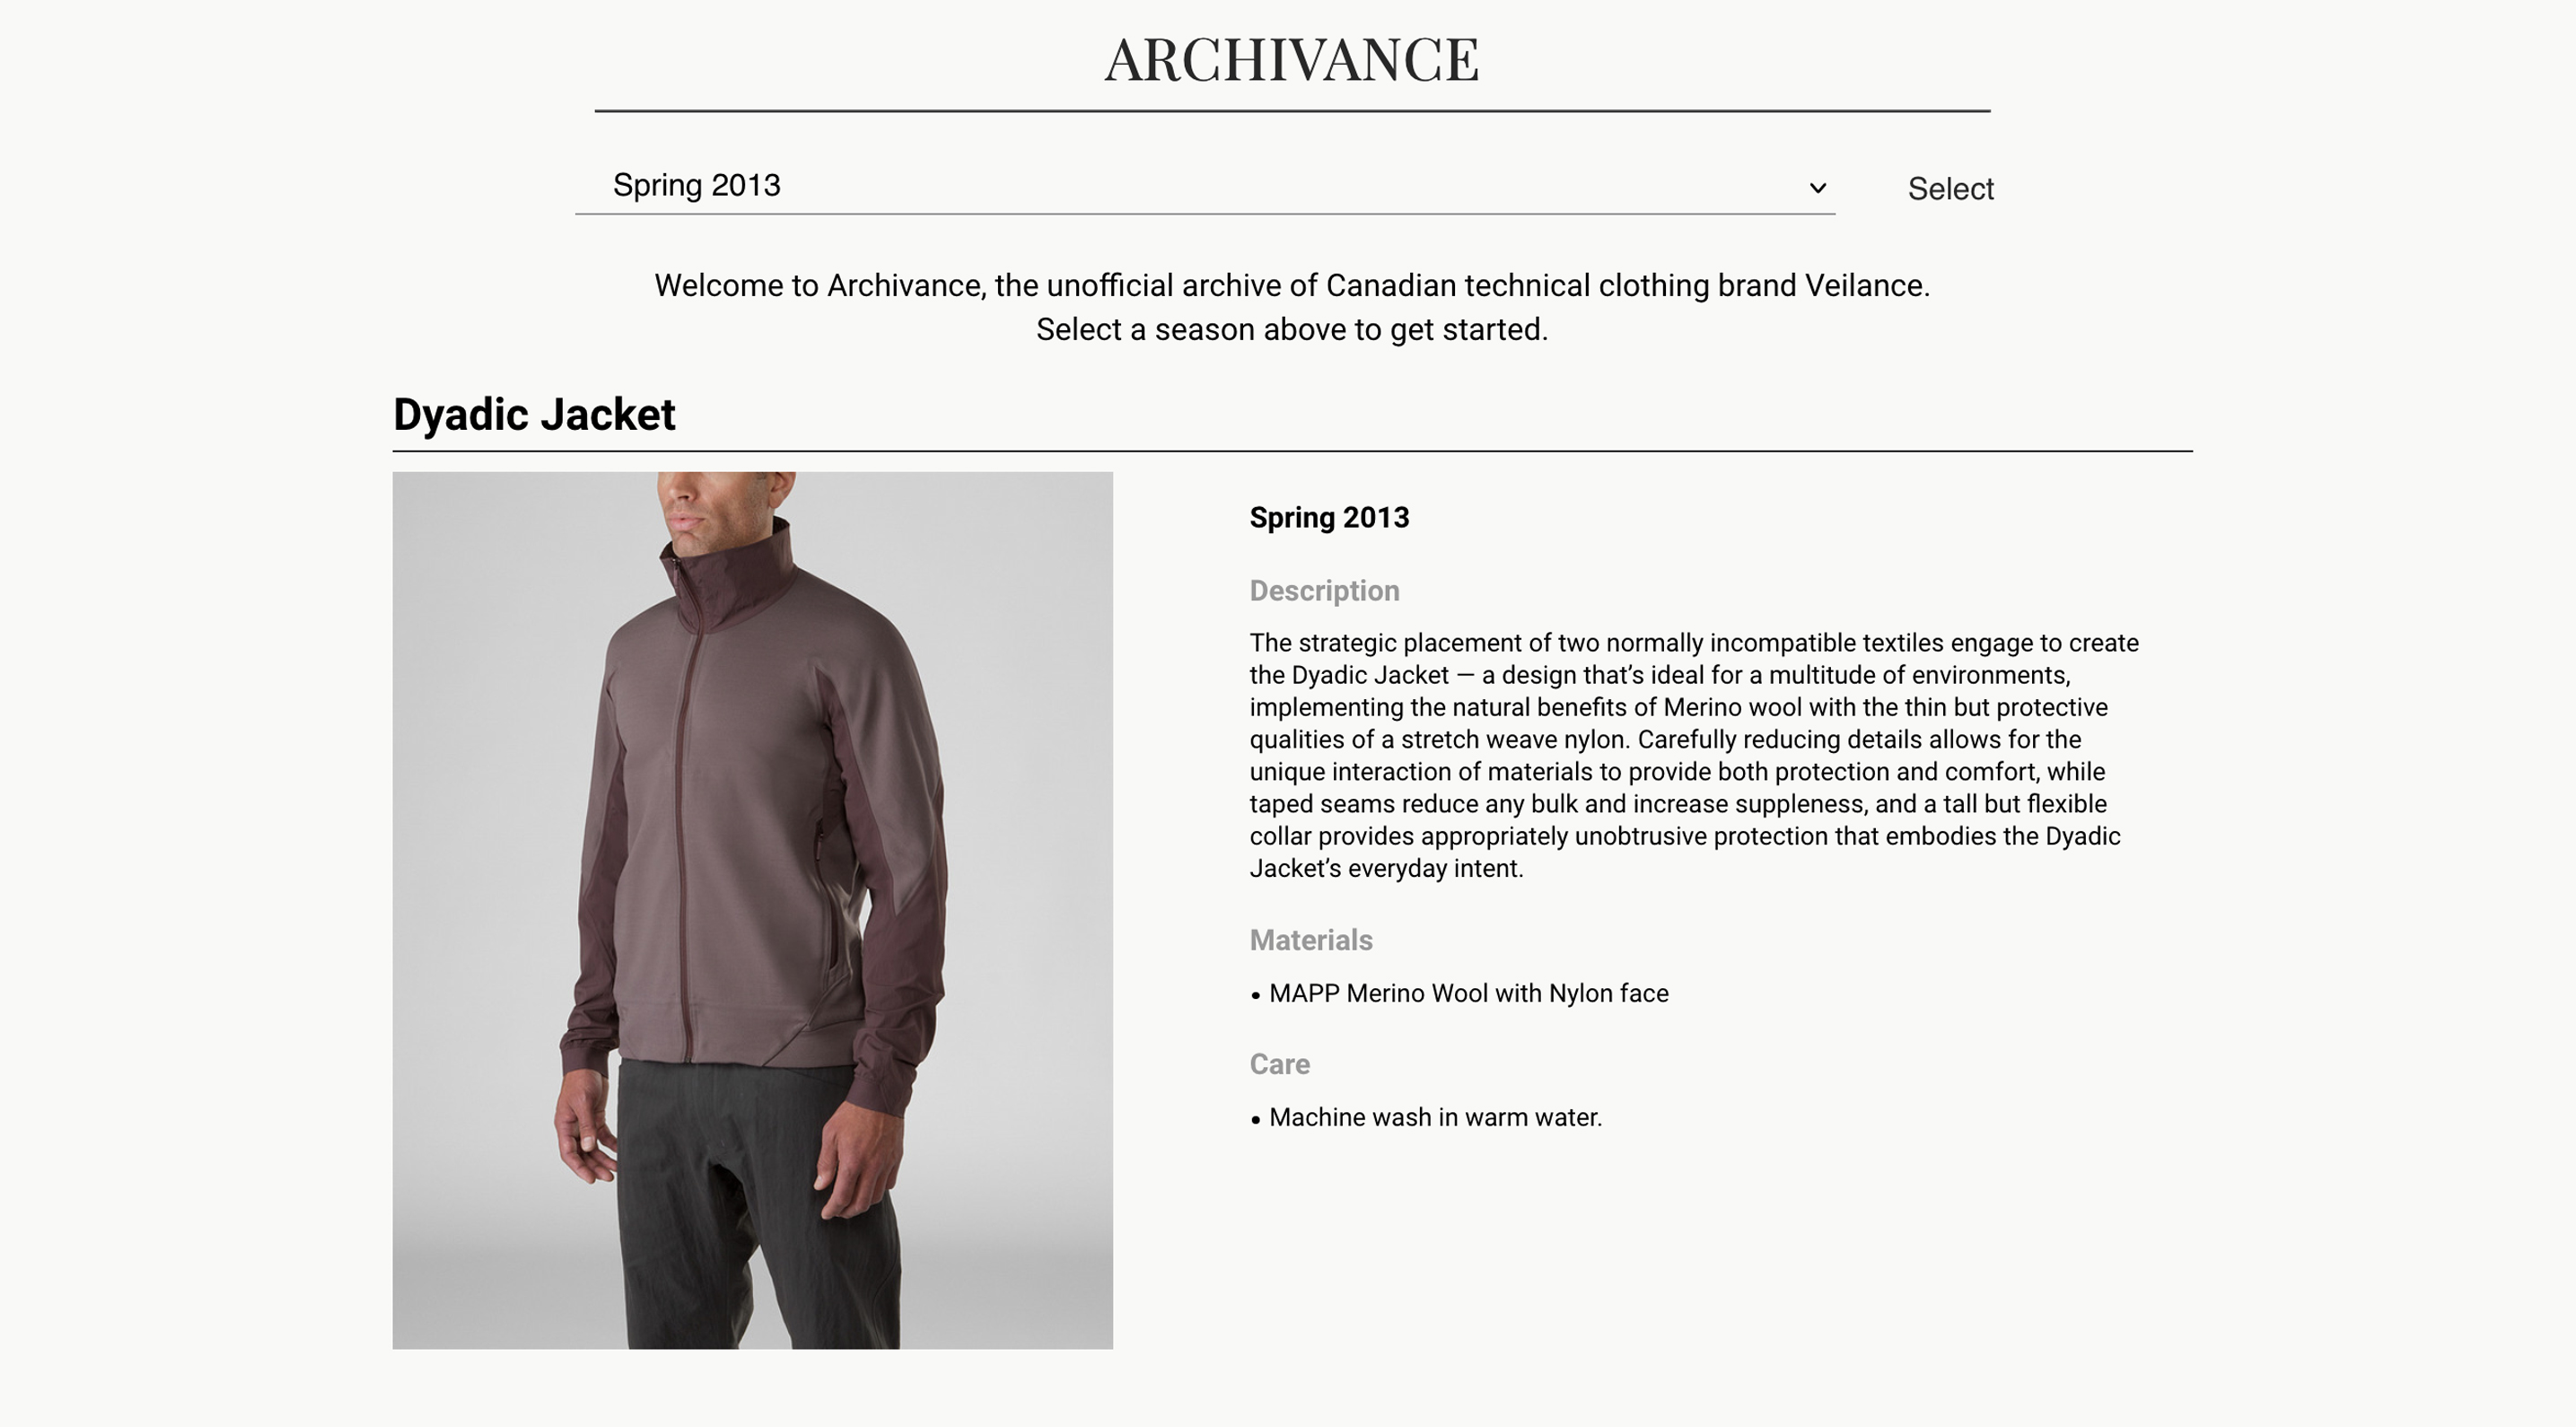 ARCHIVANCE
Spring 2013
Select
Welcome to Archivance, the unofficial archive of Canadian technical clothing brand Veilance.
Select a season above to get started.
Dyadic Jacket
Spring 2013
Description
The strategic placement of two normally incompatible textiles engage to create
the Dyadic Jacket — a design that’s ideal for a multitude of environments,
implementing the natural benefits of Merino wool with the thin but protective
qualities of a stretch weave nylon. Carefully reducing details allows for the
unique interaction of materials to provide both protection and comfort, while
taped seams reduce any bulk and increase suppleness, and a tall but flexible
collar provides appropriately unobtrusive protection that embodies the Dyadic
Jacket’s everyday intent.
Materials
• MAPP Merino Wool with Nylon face
Care
• Machine wash in warm water.